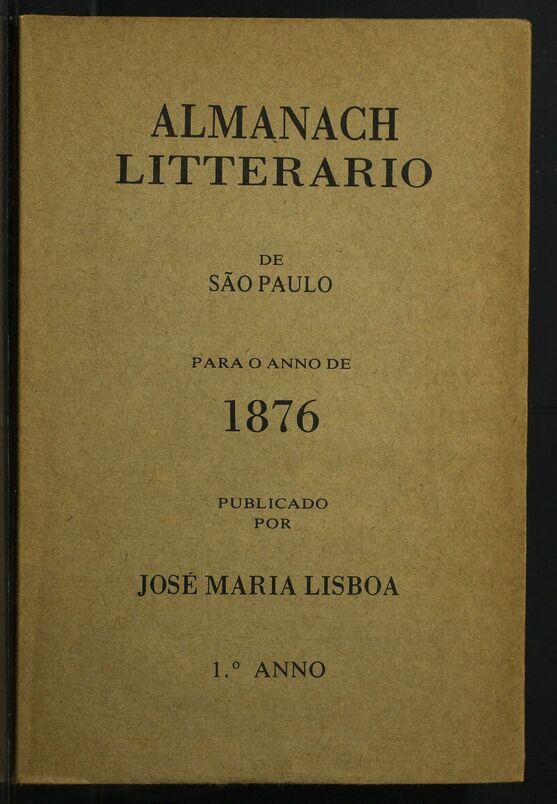 ALMANACH
LITTERARIO
DE
SÃO PAULO
PARA O ANNO DE
1876
PUBLICADO
POR
JOSÉ MARIA LISBOA
1.º ANNO